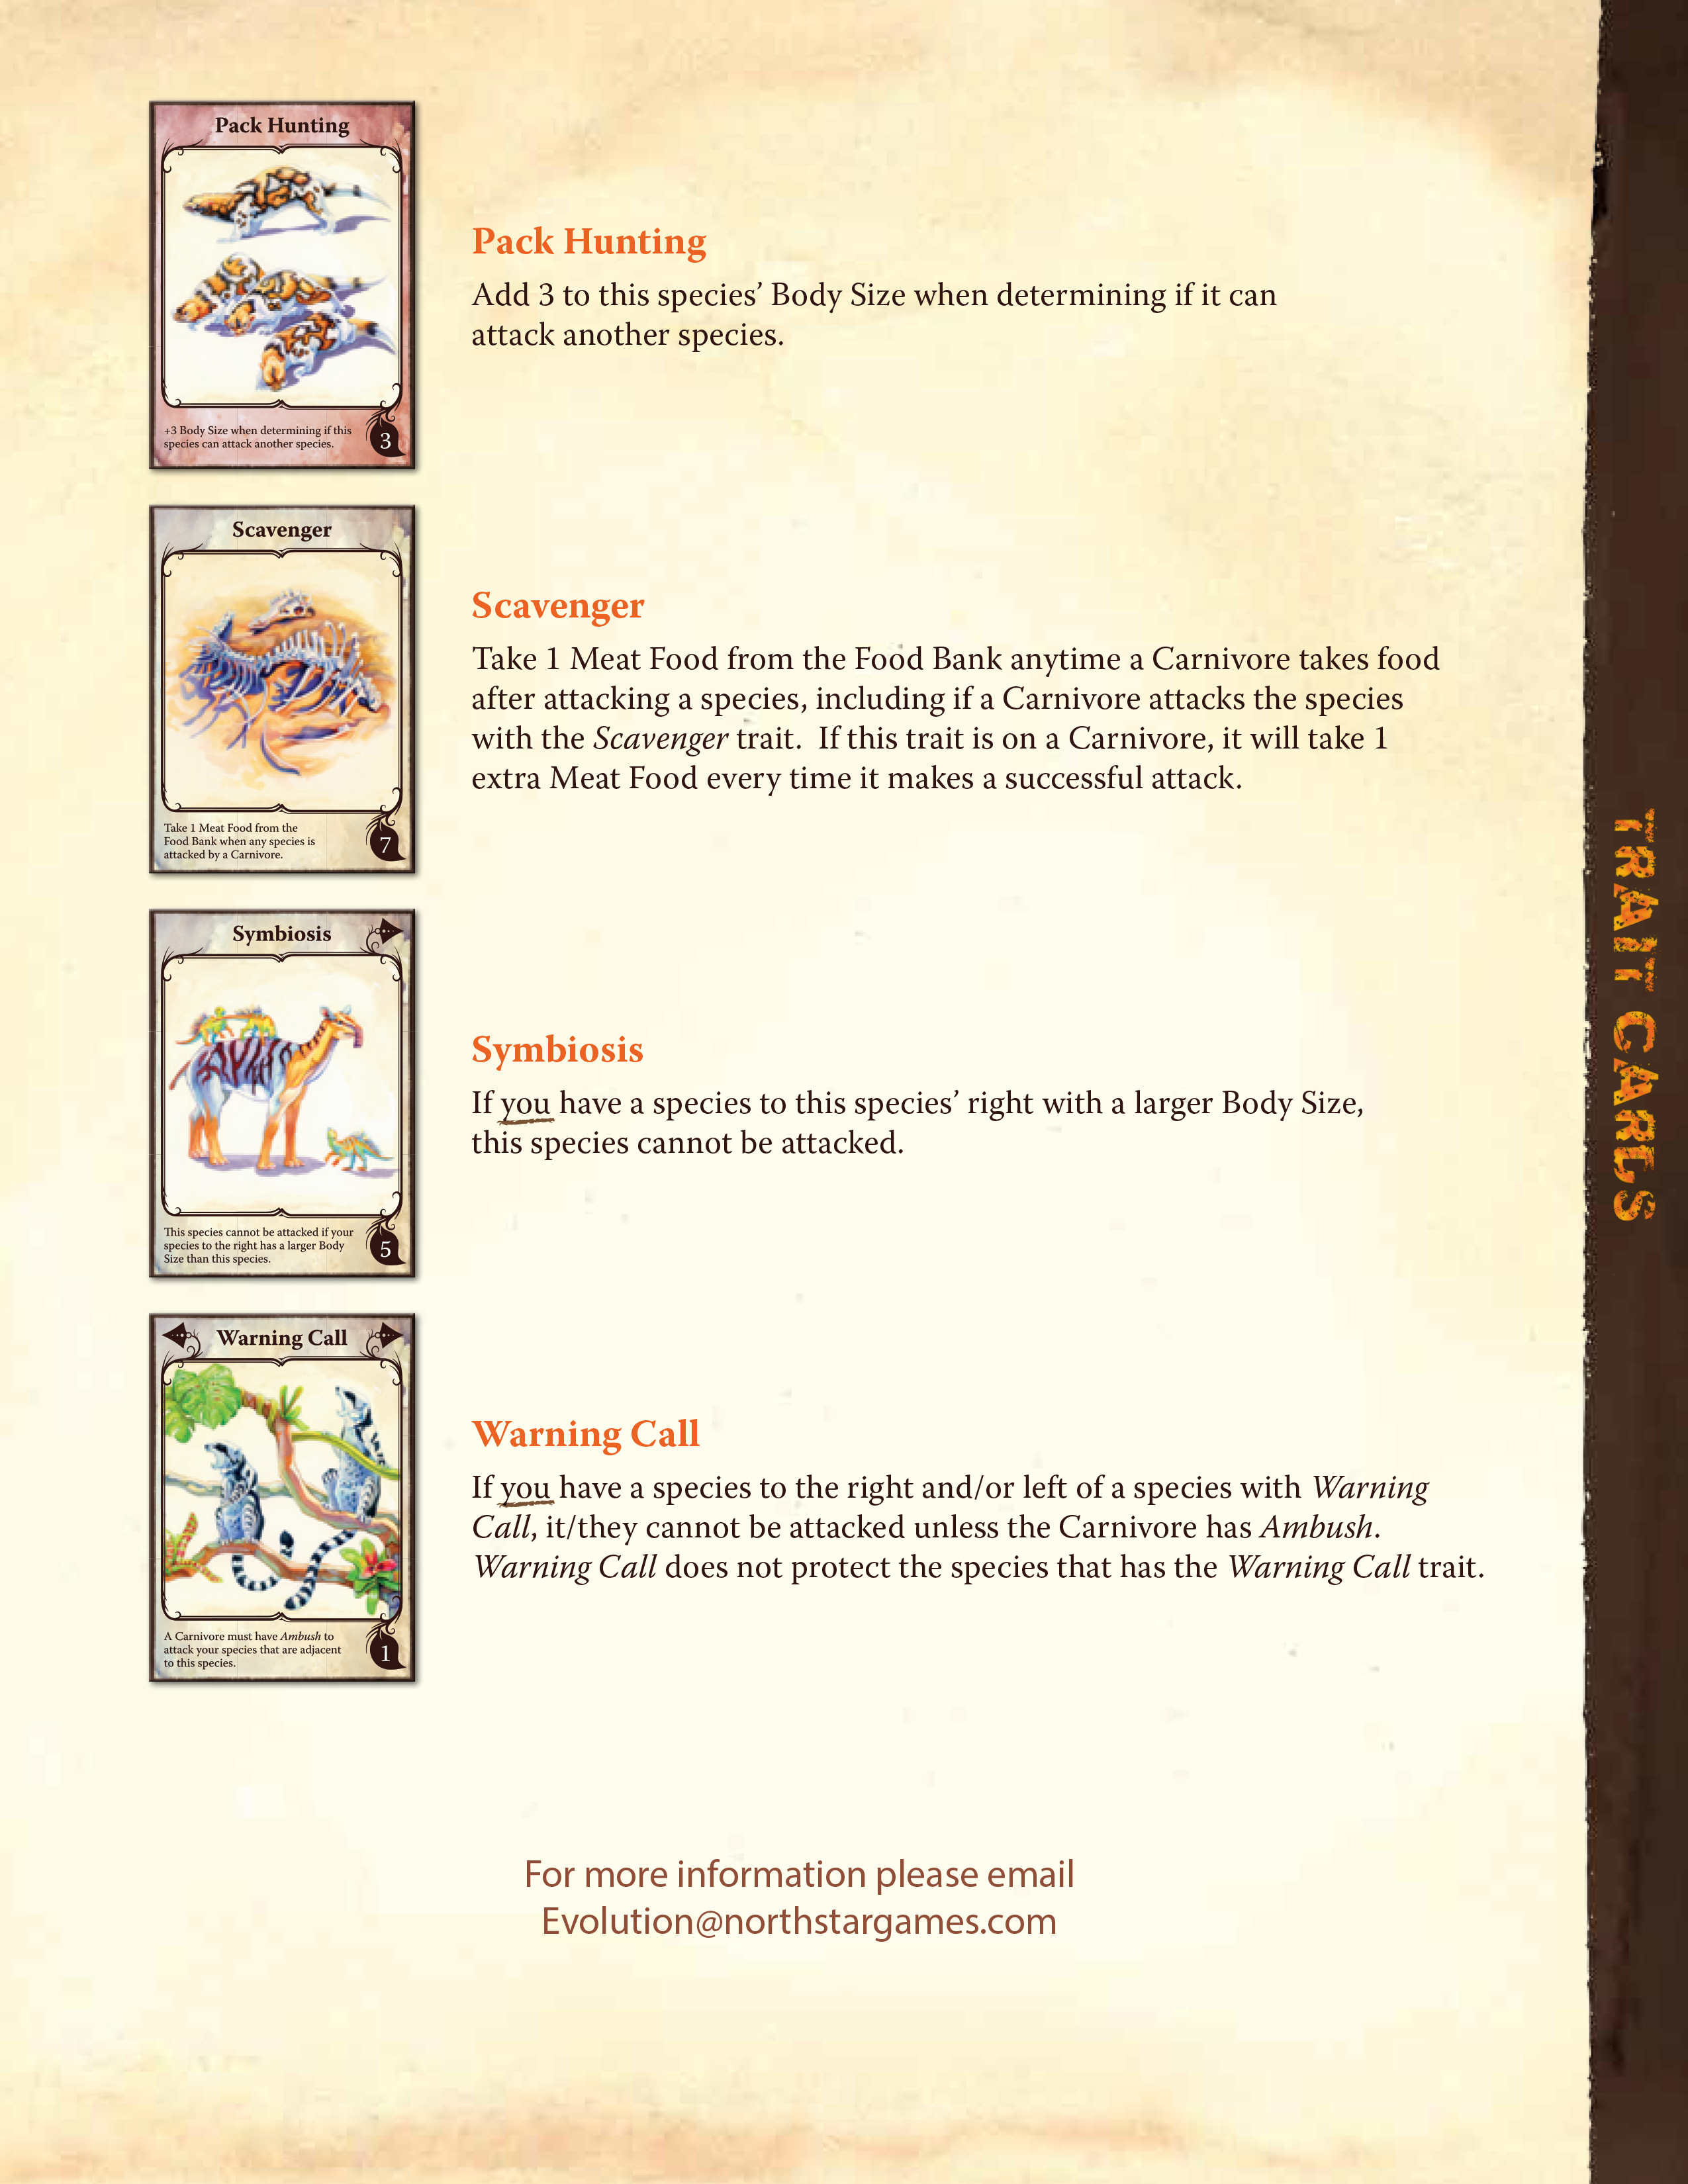 Pack Hunting
+3 Body Size when determining if this
species can attack another species.
3
Pack Hunting
Add 3 to this species’ Body Size when determining if it can
attack another species.
Scavenger
Take 1 Meat Food from the
Food Bank when any species is
attacked by a Carnivore.
7
Scavenger
Take 1 Meat Food from the Food Bank anytime a Carnivore takes food
after attacking a species, including if a Carnivore attacks the species
with the Scavenger trait.  If this trait is on a Carnivore, it will take 1
extra Meat Food every time it makes a successful attack.
Symbiosis
This species cannot be attacked if your
species to the right has a larger Body
Size than this species.
5
Symbiosis
If you have a species to this species’ right with a larger Body Size,
this species cannot be attacked.
Warning Call
A Carnivore must have Ambush to
attack your species that are adjacent
to this species.
1
Warning Call
If you have a species to the right and/or left of a species with Warning
Call, it/they cannot be attacked unless the Carnivore has Ambush.
Warning Call does not protect the species that has the Warning Call trait.
For more information please email
Evolution@northstargames.com
TRAIT CARDS